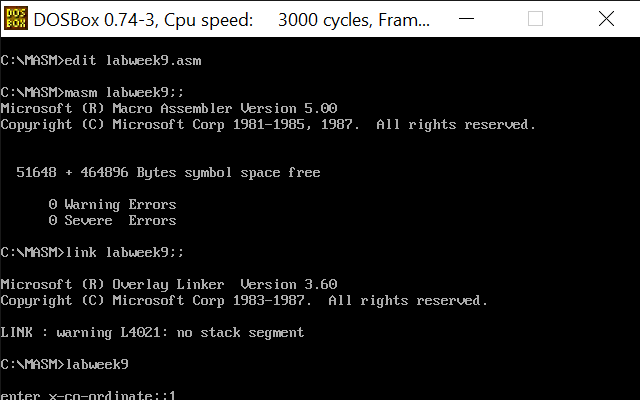 DOS
BOX
DOSBox 0.74-3, Cpu speed:    3000 cycles, Fram...
C:\MASM>edit labweek9.asm
C:\MASM>masm labweek9;;
Microsoft (R) Macro Assembler Version 5.00
Copyright (C) Microsoft Corp 1981-1985, 1987.  All rights reserved.
51648 + 464896 Bytes symbol space free
0 Warning Errors
0 Severe  Errors
C:\MASM>link labweek9;;
Microsoft (R) Overlay Linker  Version 3.60
Copyright (C) Microsoft Corp 1983-1987.  All rights reserved.
LINK : warning L4021: no stack segment
C:\MASM>labweek9
enter x-co-ordinate::1